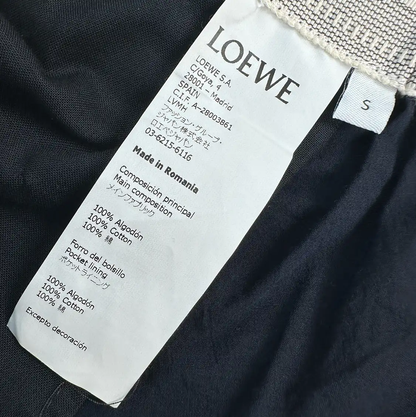 LOEWE
LOEWE S.A.
C/Goya, 4
28001 - Madrid
SPAIN
C.I.F. A-28003861
LVMH
ファッション・グループ・
ジャパン株式会社
ロエベジャパン
03-6215-6116
Made in Romania
Composición principal
Main composition
メインファブリック
100% Algodón
100% Cotton
100% 綿
Forro del bolsillo
Pocket lining
ポケットライニング
100% Algodón
100% Cotton
100% 綿
Excepto decoración
S